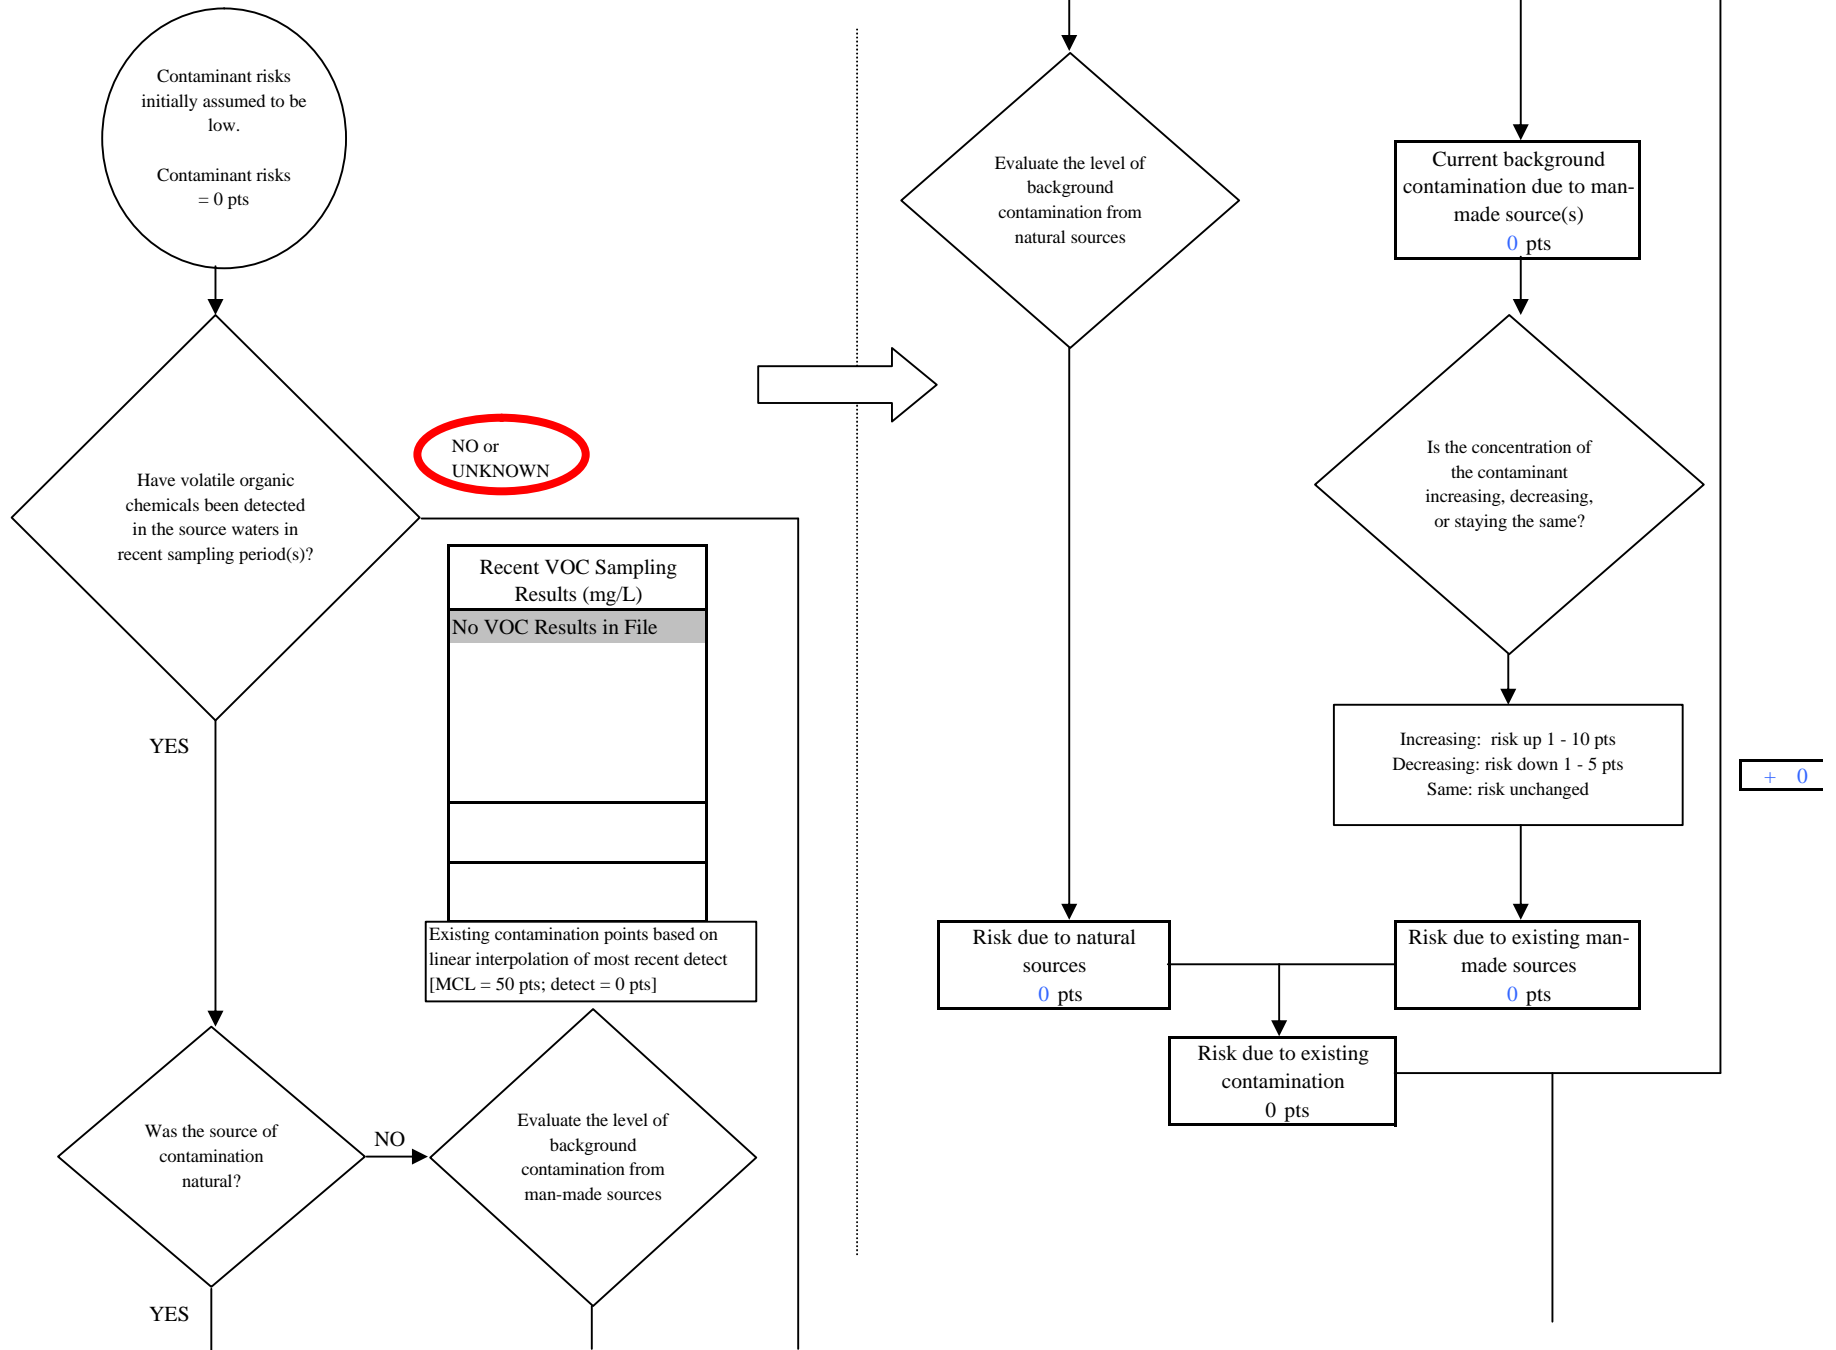 Contaminant risks
initially assumed to be
low.
Contaminant risks
= 0 pts
Have volatile organic
chemicals been detected
in the source waters in
recent sampling period(s)?
NO or
UNKNOWN
Recent VOC Sampling
Results (mg/L)
No VOC Results in File
YES
Existing contamination points based on
linear interpolation of most recent detect
[MCL = 50 pts; detect = 0 pts]
Was the source of
contamination
natural?
NO
Evaluate the level of
background
contamination from
man-made sources
YES
Evaluate the level of
background
contamination from
natural sources
Current background
contamination due to man-
made source(s)
0 pts
Is the concentration of
the contaminant
increasing, decreasing,
or staying the same?
Increasing: risk up 1 - 10 pts
Decreasing: risk down 1 - 5 pts
Same: risk unchanged
+ 0
Risk due to natural
sources
0 pts
Risk due to existing man-
made sources
0 pts
Risk due to existing
contamination
0 pts